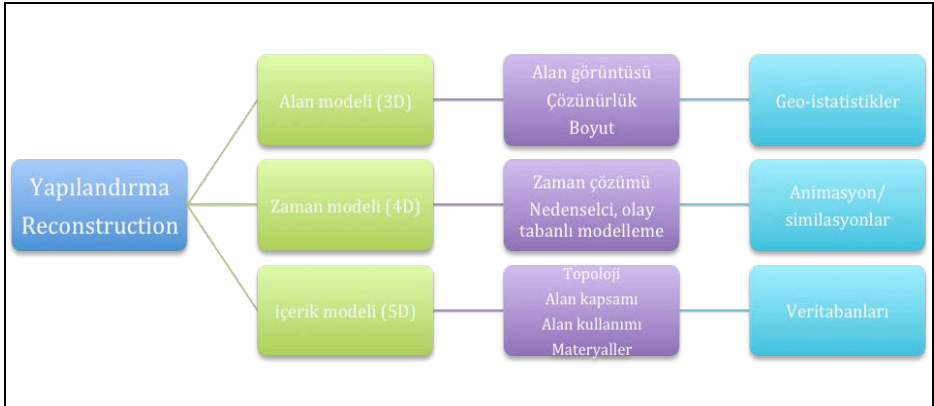 Yapılandırma
Reconstruction
Alan modeli (3D)
Alan görüntüsü
Çözünürlük
Boyut
Geo-istatistikler
Zaman modeli (4D)
Zaman çözümü
Nedenselci, olay
tabanlı modelleme
Animasyon/
similasyonlar
içerik modeli (5D)
Topoloji
Alan kapsamı
Alan kullanımı
Materyaller
Veritabanları